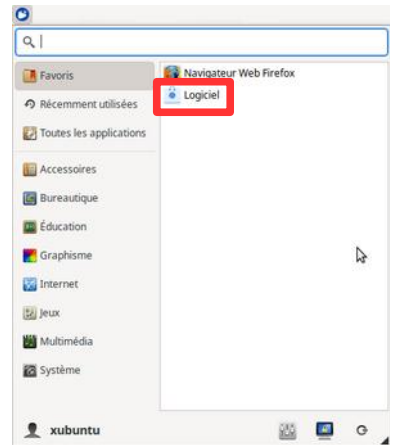 Favoris
Navigateur Web Firefox
Récemment utilisées
Logiciel
Toutes les applications
Accessoires
Bureautique
Éducation
Graphisme
Internet
Jeux
Multimédia
Système
xubuntu